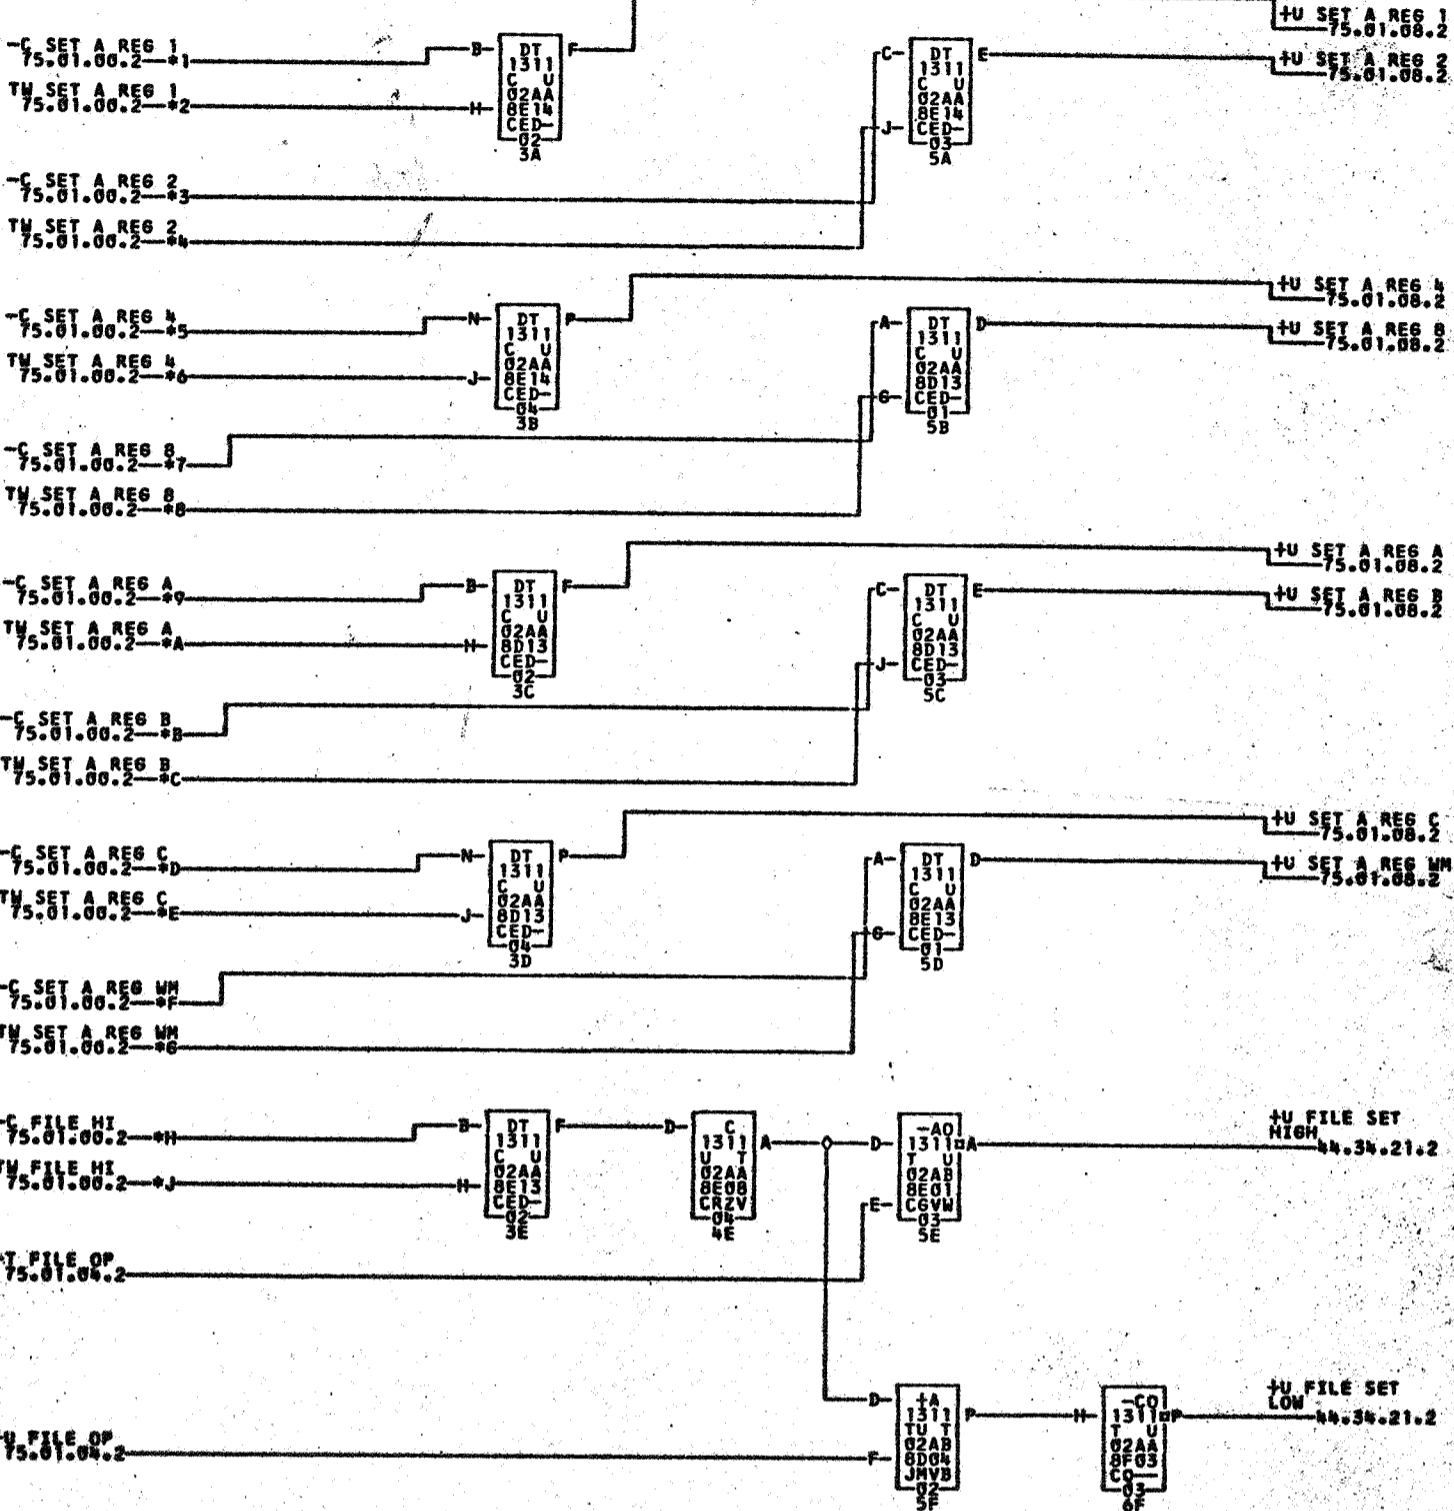 +U SET A REG 1
75.01.08.2
-C SET A REG 1
75.01.00.2—*1
B
DT
1311
C U
02AA
8E14
CED-
02
3A
F
TW SET A REG 1
75.01.00.2—*2
H
C
DT
1311
C U
02AA
8E14
CED-
03
5A
E
J
+U SET A REG 2
75.01.08.2
-C SET A REG 2
75.01.00.2—*3
TW SET A REG 2
75.01.00.2—*4
+U SET A REG 4
75.01.08.2
-C SET A REG 4
75.01.00.2—*5
N
DT
1311
C U
02AA
8E14
CED-
04
3B
P
TW SET A REG 4
75.01.00.2—*6
J
A
DT
1311
C U
02AA
8D13
CED-
01
5B
D
G
+U SET A REG 8
75.01.08.2
-C SET A REG 8
75.01.00.2—*7
TW SET A REG 8
75.01.00.2—*8
+U SET A REG A
75.01.08.2
-C SET A REG A
75.01.00.2—*9
B
DT
1311
C U
02AA
8D13
CED-
02
3C
F
TW SET A REG A
75.01.00.2—*A
H
C
DT
1311
C U
02AA
8D13
CED-
03
5C
E
J
+U SET A REG B
75.01.08.2
-C SET A REG B
75.01.00.2—*B
TW SET A REG B
75.01.00.2—*C
+U SET A REG C
75.01.08.2
-C SET A REG C
75.01.00.2—*D
N
DT
1311
C U
02AA
8D13
CED-
04
3D
P
TW SET A REG C
75.01.00.2—*E
J
A
DT
1311
C U
02AA
8E13
CED-
01
5D
D
G
+U SET A REG WM
75.01.08.2
-C SET A REG WM
75.01.00.2—*F
TW SET A REG WM
75.01.00.2—*G
-C FILE HI
75.01.00.2—*H
B
DT
1311
C U
02AA
8E13
CED-
02
3E
F
TW FILE HI
75.01.00.2—*J
H
D
C
1311
U T
02AA
8E08
CRZV
04
4E
A
D
-AO
1311
T U
02AB
8E01
CGVW
03
5E
A
E
+U FILE SET
HIGH
44.34.21.2
-T FILE OP
75.01.04.2
D
+A
1311
TU T
02AB
8D04
JMVB
02
5F
P
F
H
-CO
1311
T U
02AA
8F03
CQ--
03
6F
P
+U FILE SET
LOW
44.34.21.2
U FILE OP
75.01.04.2